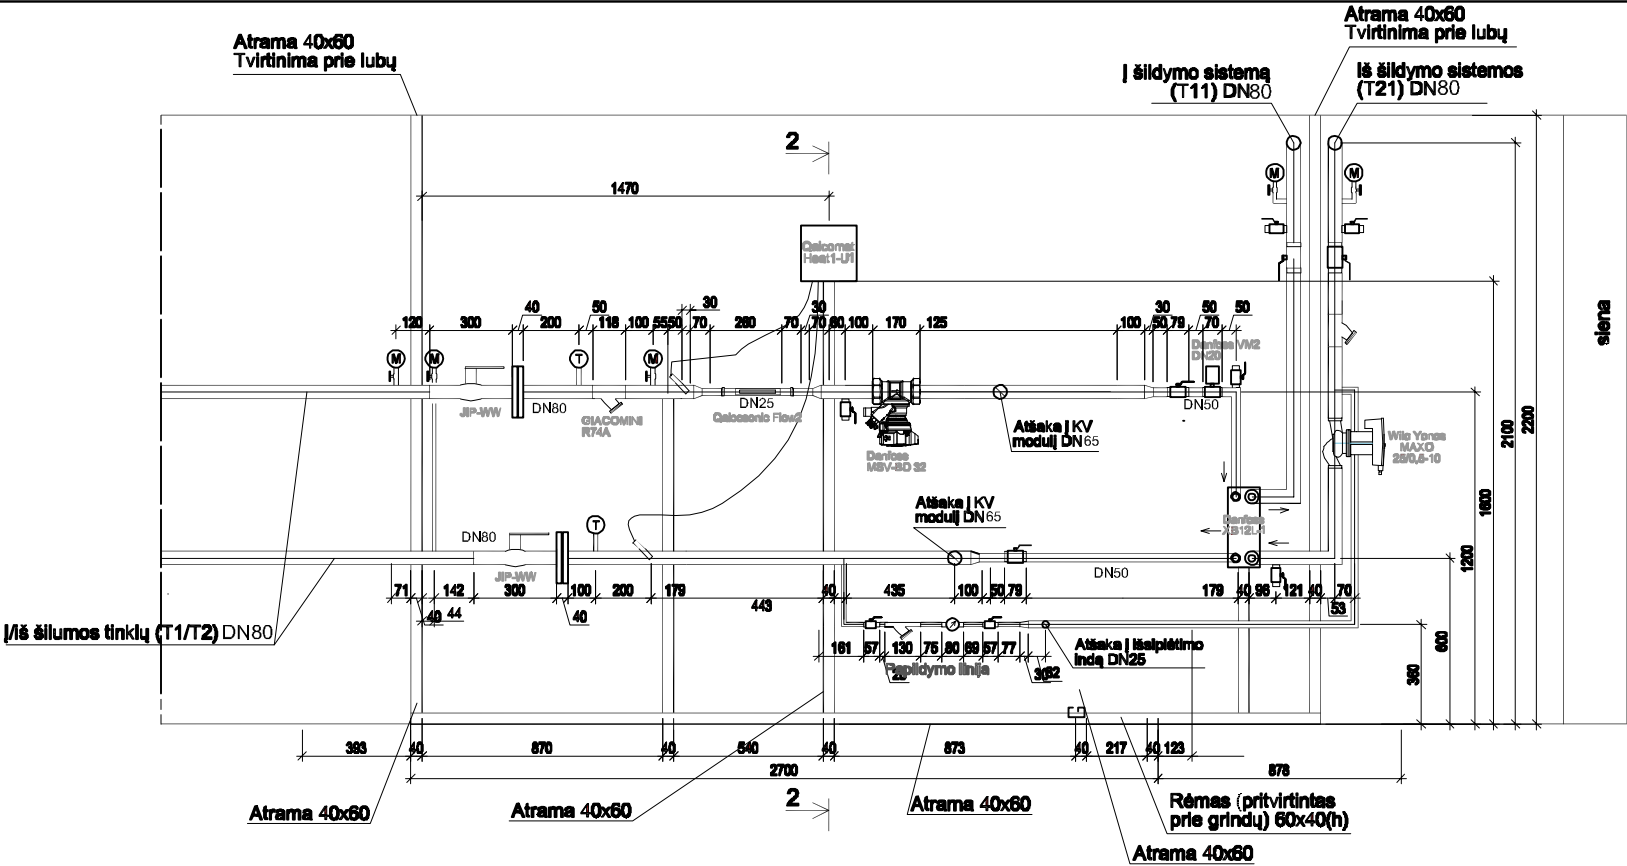 Atrama 40x60
Tvirtinima prie lubų
Atrama 40x60
Tvirtinima prie lubų
Į šildymo sistemą
(T11) DN80
Iš šildymo sistemos
(T21) DN80
2
1470
M
M
Qalcomet
Heat1-U1
siena
40
50
30
30
30
50
50
120
300
200
118
100
55
50
70
260
70
70
60
100
170
125
100
50
79
70
Danfoss VM2
DN20
M
M
T
M
JIP-WW
DN80
GIACOMINI
R74A
DN25
Qalcosonic Flow2
DN50
Danfoss
MSV-BD 32
Atšaka Į KV
modulį DN65
Wilo Yonos
MAXO
25/0,5-10
2100
2200
1600
1200
600
360
Atšaka Į KV
modulį DN65
Danfoss
XB12L-1
DN80
T
JIP-WW
DN50
71
142
300
100
200
179
443
40
435
100
50
79
179
40
96
121
40
70
40
44
40
53
Į/iš šilumos tinklų (T1/T2) DN80
161
57
130
75
80
69
57
77
Papildymo linija
Atšaka Į išsiplėtimo
indą DN25
393
40
870
40
540
40
873
40
217
40
123
2700
878
2
Atrama 40x60
Atrama 40x60
Atrama 40x60
Rėmas (pritvirtintas
prie grindų) 60x40(h)
Atrama 40x60